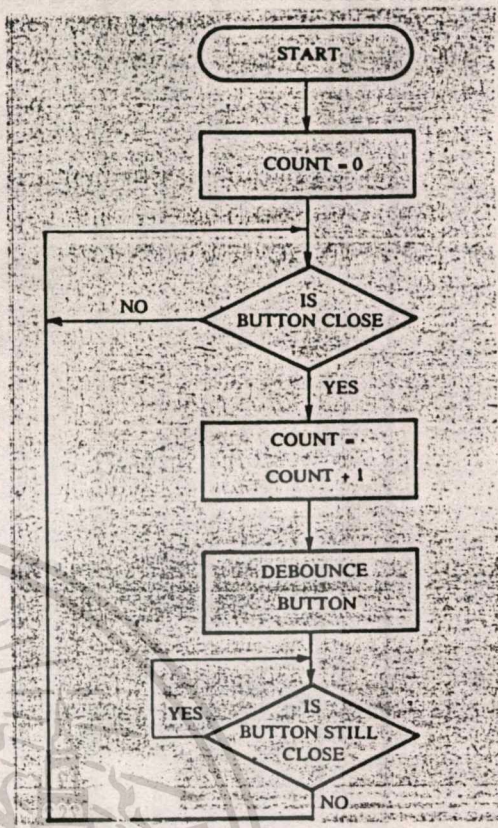 START
COUNT = 0
IS
BUTTON CLOSE
NO
YES
COUNT =
COUNT + 1
DEBOUNCE
BUTTON
IS
BUTTON STILL
CLOSE
YES
NO